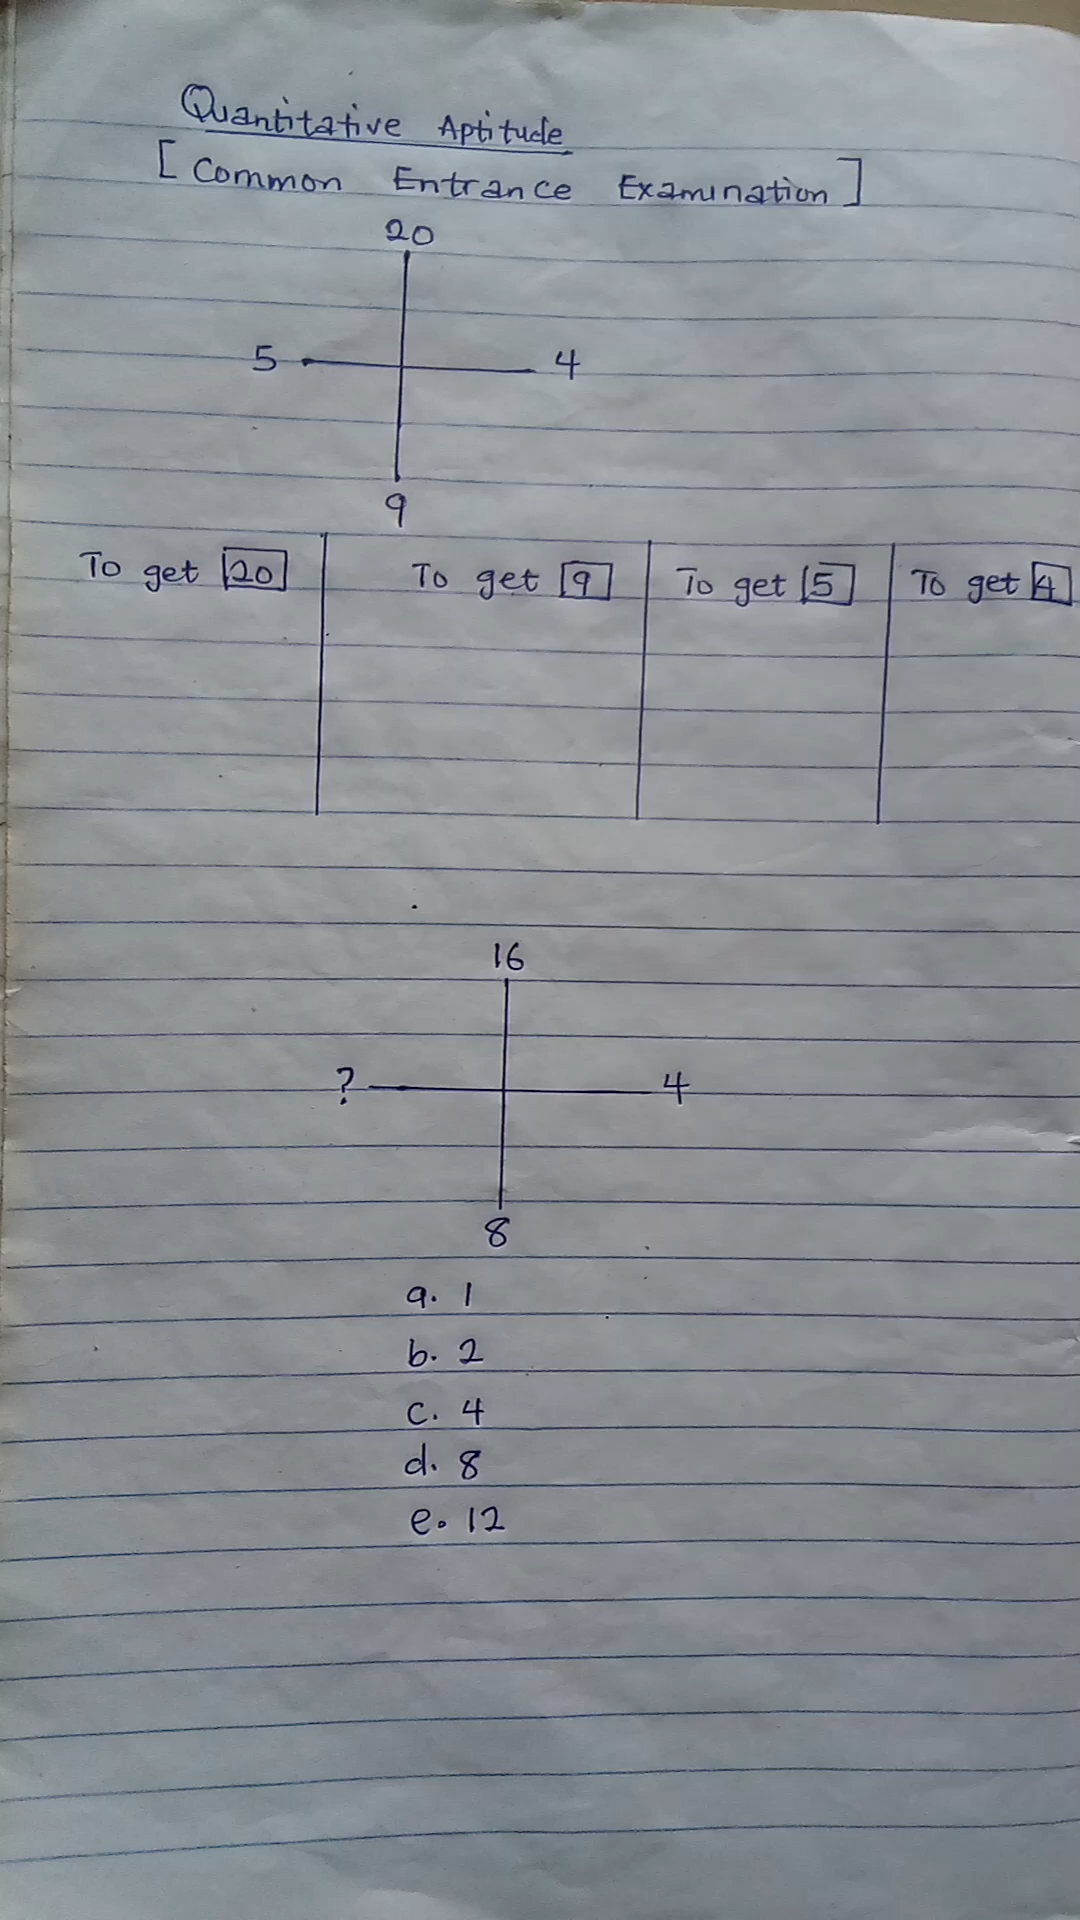 Quantitative Aptitude
[Common Entrance Examination]
20
5 4
9
To get 20 To get 9 To get 5 To get 4
16
? 4
8
a. 1
b. 2
c. 4
d. 8
e. 12